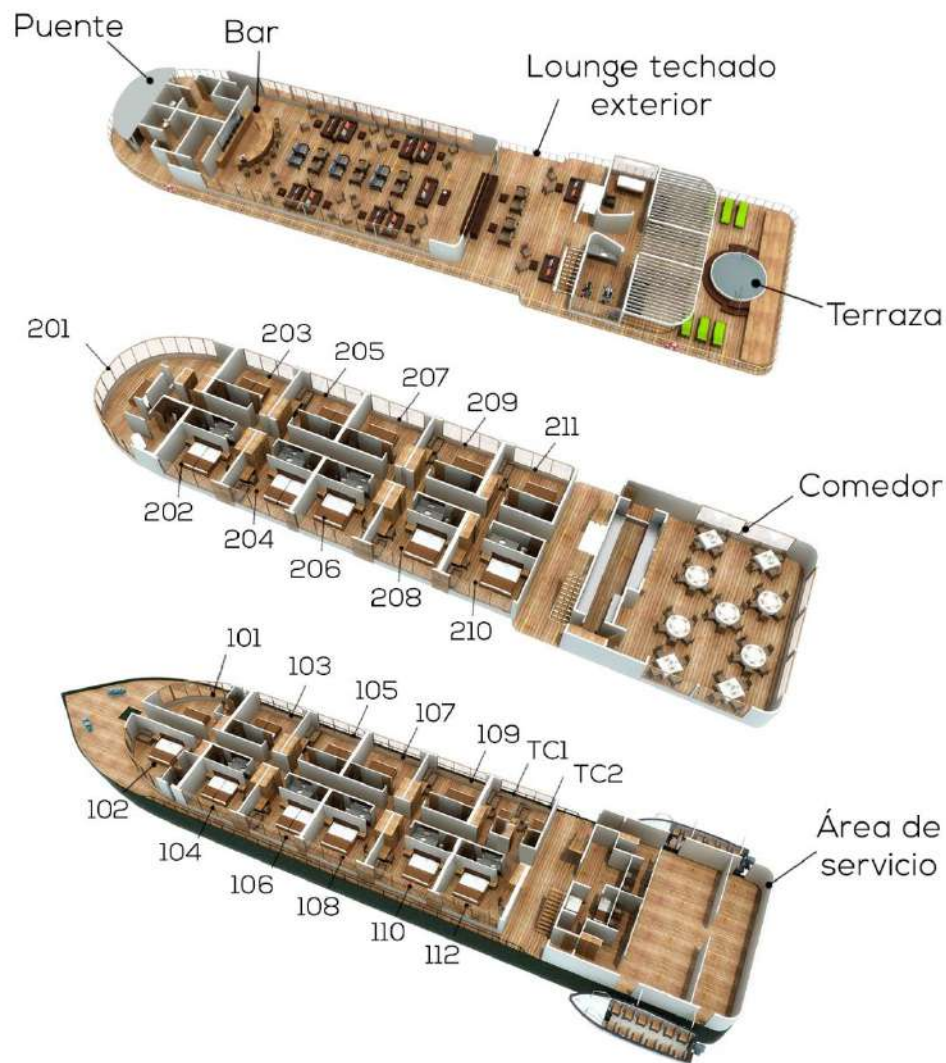 Puente
Bar
Lounge techado
exterior
Terraza
201
203
205
207
209
211
Comedor
202
204
206
208
210
101
103
105
107
109
TC1
TC2
Área de
servicio
102
104
106
108
110
112